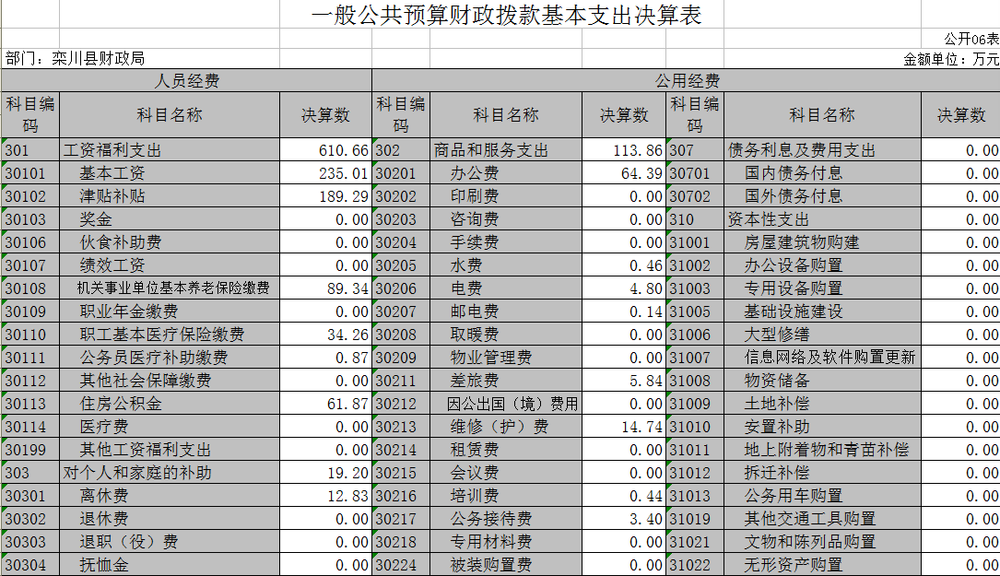 一般公共预算财政拨款基本支出决算表
公开06表
部门：栾川县财政局 金额单位：万元
人员经费 公用经费
科目编码 科目名称 决算数 科目编码 科目名称 决算数 科目编码 科目名称 决算数
301 工资福利支出 610.66 302 商品和服务支出 113.86 307 债务利息及费用支出 0.00
30101 基本工资 235.01 30201 办公费 64.39 30701 国内债务付息 0.00
30102 津贴补贴 189.29 30202 印刷费 0.00 30702 国外债务付息 0.00
30103 奖金 0.00 30203 咨询费 0.00 310 资本性支出 0.00
30106 伙食补助费 0.00 30204 手续费 0.00 31001 房屋建筑物购建 0.00
30107 绩效工资 0.00 30205 水费 0.46 31002 办公设备购置 0.00
30108 机关事业单位基本养老保险缴费 89.34 30206 电费 4.80 31003 专用设备购置 0.00
30109 职业年金缴费 0.00 30207 邮电费 0.14 31005 基础设施建设 0.00
30110 职工基本医疗保险缴费 34.26 30208 取暖费 0.00 31006 大型修缮 0.00
30111 公务员医疗补助缴费 0.87 30209 物业管理费 0.00 31007 信息网络及软件购置更新 0.00
30112 其他社会保障缴费 0.00 30211 差旅费 5.84 31008 物资储备 0.00
30113 住房公积金 61.87 30212 因公出国（境）费用 0.00 31009 土地补偿 0.00
30114 医疗费 0.00 30213 维修（护）费 14.74 31010 安置补助 0.00
30199 其他工资福利支出 0.00 30214 租赁费 0.00 31011 地上附着物和青苗补偿 0.00
303 对个人和家庭的补助 19.20 30215 会议费 0.00 31012 拆迁补偿 0.00
30301 离休费 12.83 30216 培训费 0.44 31013 公务用车购置 0.00
30302 退休费 0.00 30217 公务接待费 3.40 31019 其他交通工具购置 0.00
30303 退职（役）费 0.00 30218 专用材料费 0.00 31021 文物和陈列品购置 0.00
30304 抚恤金 0.00 30224 被装购置费 0.00 31022 无形资产购置 0.00